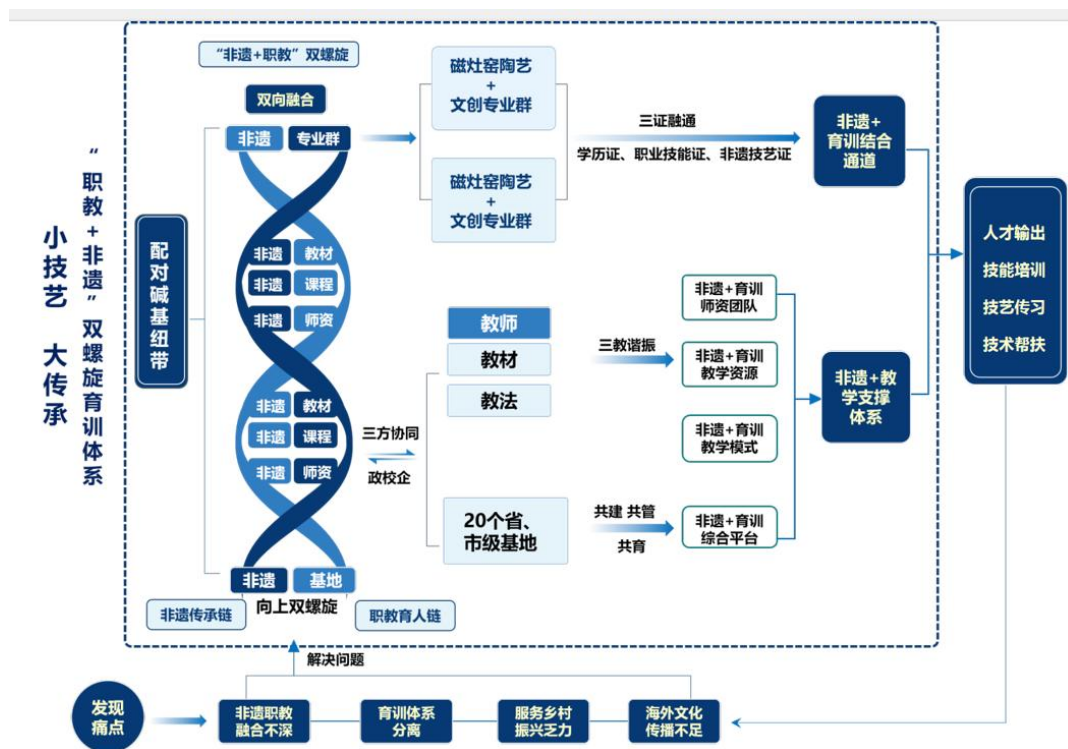 “职教+非遗”双螺旋育训体系
小技艺 大传承
“非遗+职教”双螺旋
双向融合
非遗 专业群
配对碱基纽带
非遗 教材
非遗 课程
非遗 师资
非遗 教材
非遗 课程
非遗 师资
非遗 基地
向上双螺旋
非遗传承链
职教育人链
磁灶窑陶艺
+
文创专业群
磁灶窑陶艺
+
文创专业群
三证融通
学历证、职业技能证、非遗技艺证
非遗+
育训结合
通道
三方协同
政校企
教师
教材
教法
三教谐振
20个省、
市级基地
共建 共管
共育
非遗+育训
师资团队
非遗+育训
教学资源
非遗+育训
教学模式
非遗+育训
综合平台
非遗+教
学支撑
体系
人才输出
技能培训
技艺传习
技术帮扶
解决问题
发现
痛点
非遗职教
融合不深
育训体系
分离
服务乡村
振兴乏力
海外文化
传播不足